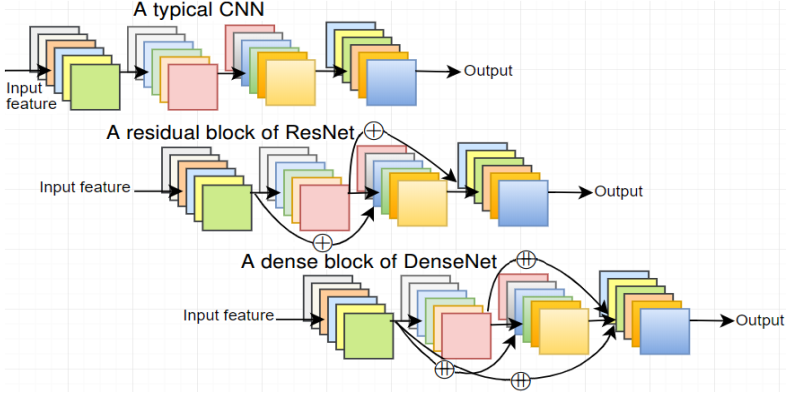 A typical CNN
Input
feature
Output
A residual block of ResNet
Input feature
Output
A dense block of DenseNet
Input feature
Output